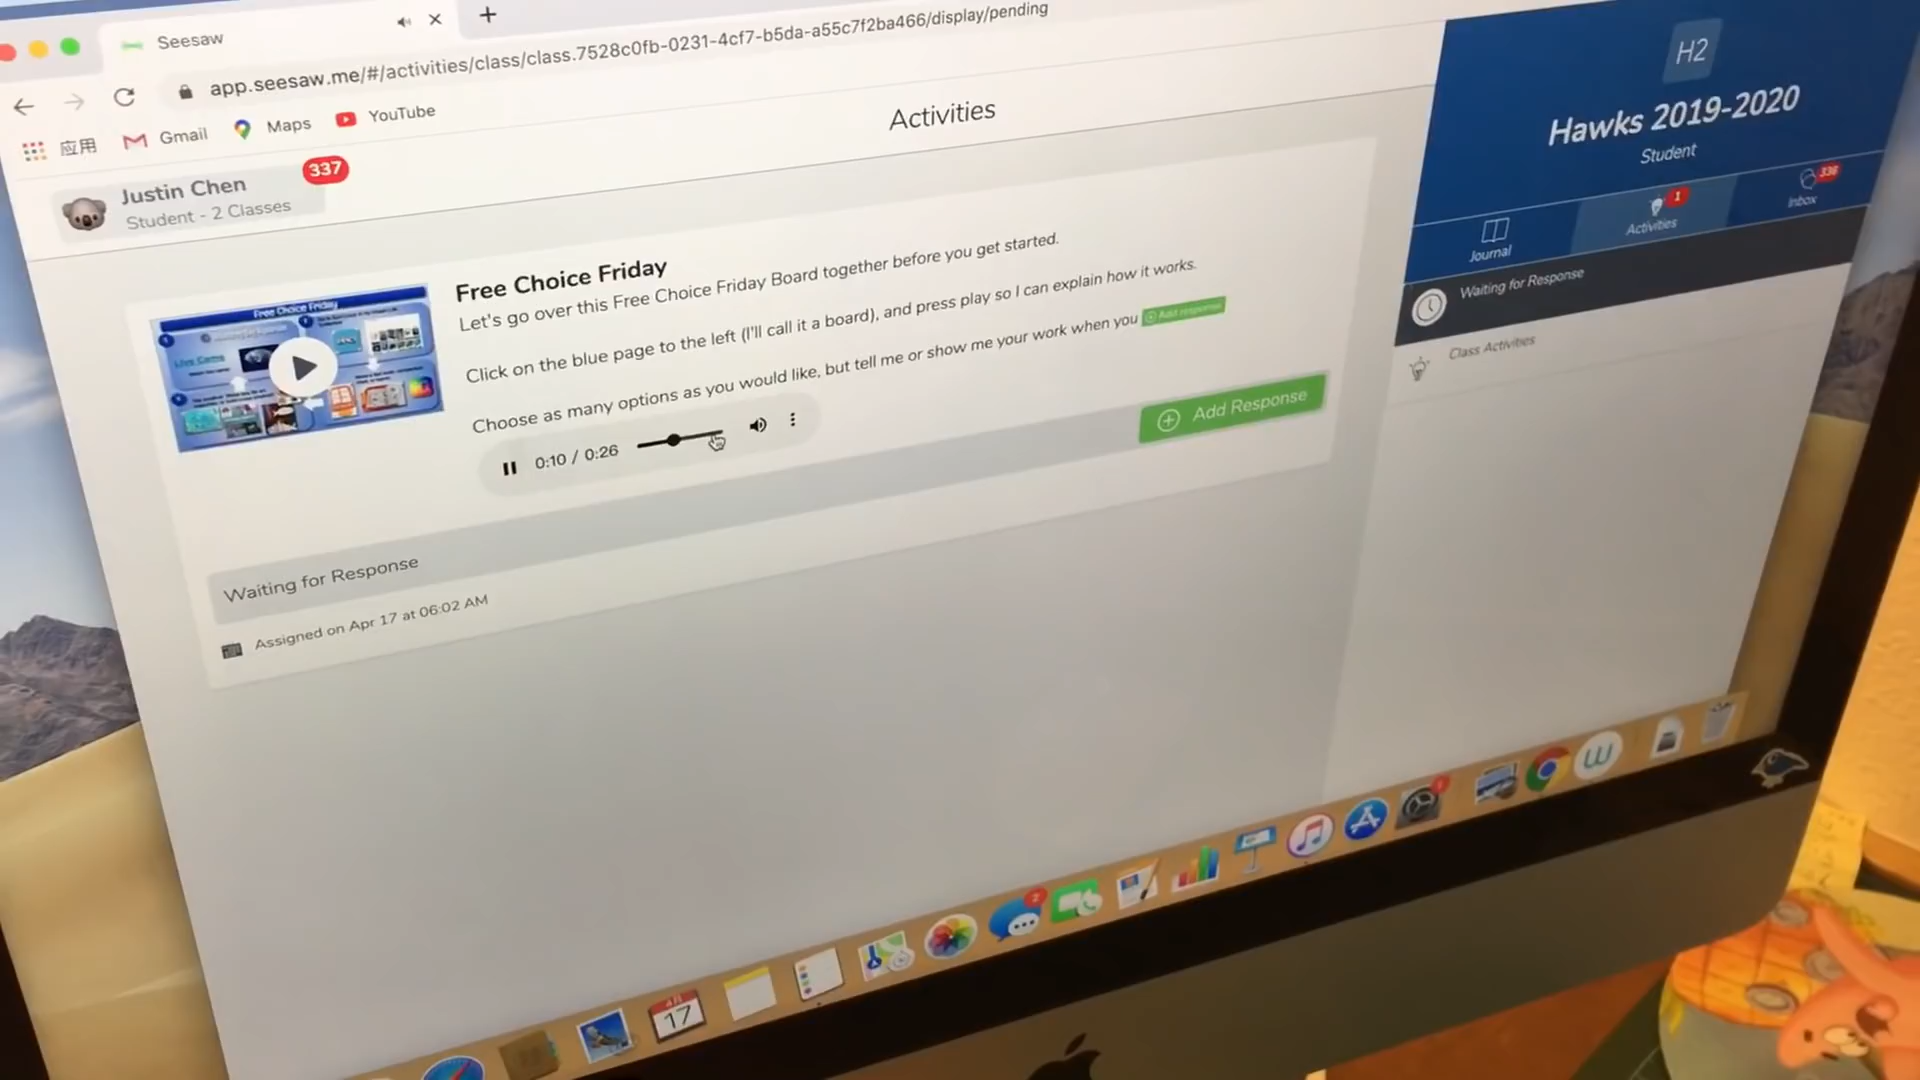 Seesaw
app.seesaw.me/#/activities/class/class.7528c0fb-0231-4cf7-b5da-a55c7f2ba466/display/pending
应用 Gmail Maps YouTube
Justin Chen
Student - 2 Classes
337
Activities
Free Choice Friday
Free Choice Friday
Let's go over this Free Choice Friday Board together before you get started.
Click on the blue page to the left (I'll call it a board), and press play so I can explain how it works.
Choose as many options as you would like, but tell me or show me your work when you Add response
0:10 / 0:26
Add Response
Waiting for Response
Assigned on Apr 17 at 06:02 AM
H2
Hawks 2019-2020
Student
Journal
Activities
1
Inbox
336
Waiting for Response
Class Activities
17
2